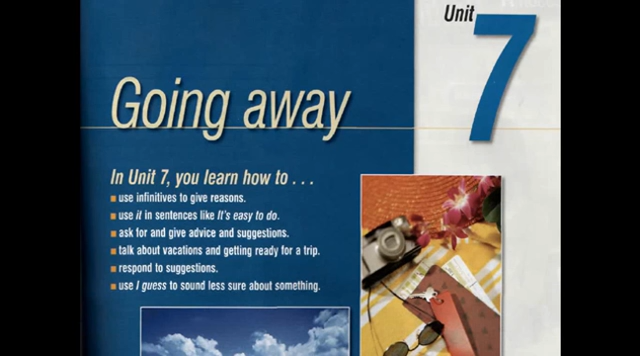 Unit
7
Going away
In Unit 7, you learn how to . . .
use infinitives to give reasons.
use it in sentences like It's easy to do.
ask for and give advice and suggestions.
talk about vacations and getting ready for a trip.
respond to suggestions.
use I guess to sound less sure about something.